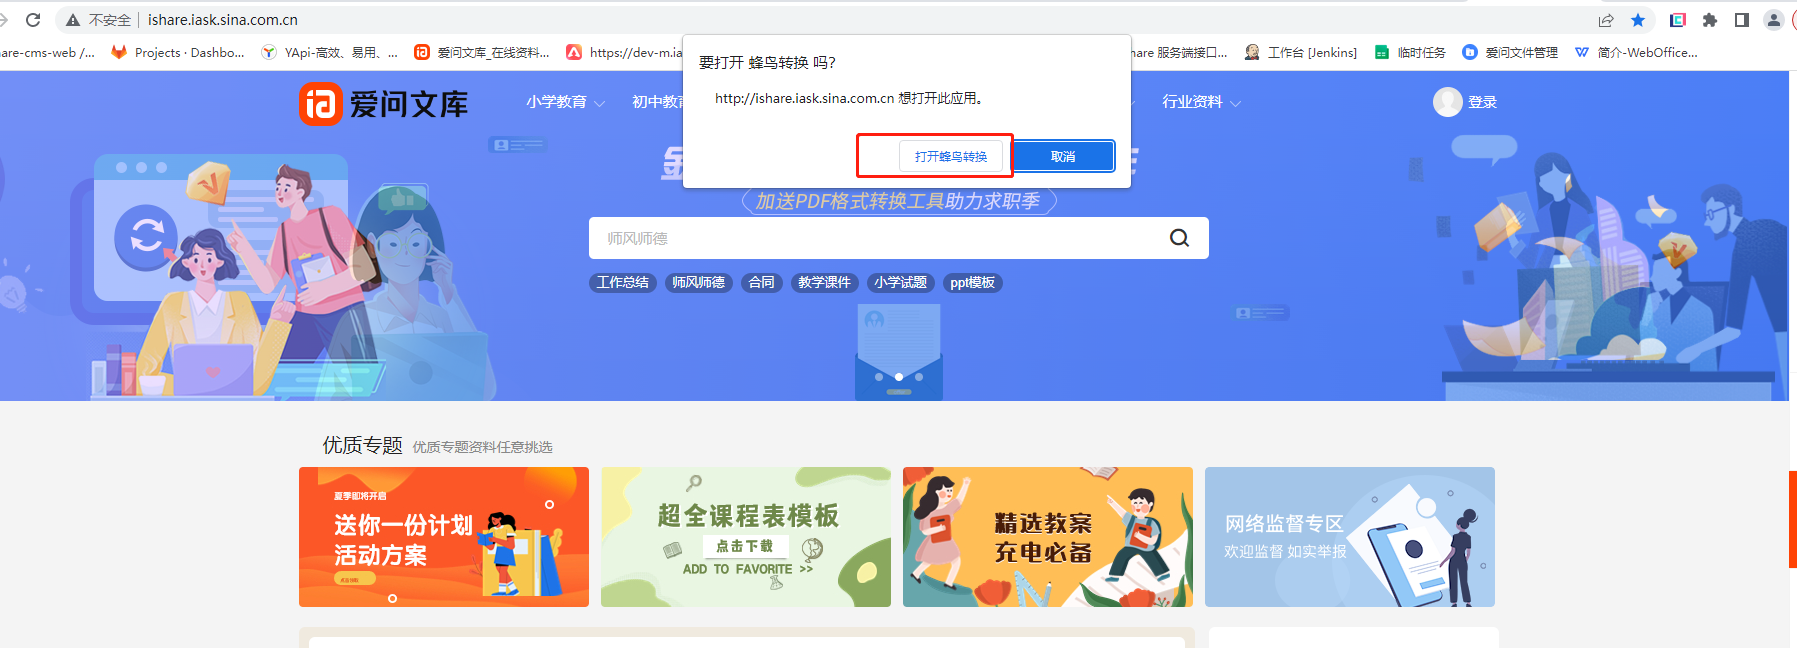 不安全 ishare.iask.sina.com.cn
are-cms-web /...
Projects · Dashbo...
YApi-高效、易用、...
爱问文库_在线资料...
https://dev-m.ia
hare 服务端接口...
工作台 [Jenkins]
临时任务
爱问文件管理
简介-WebOffice...
要打开 蜂鸟转换 吗?
http://ishare.iask.sina.com.cn 想打开此应用。
打开蜂鸟转换
取消
爱问文库
小学教育
初中教育
行业资料
登录
加送PDF格式转换工具助力求职季
师风师德
工作总结
师风师德
合同
教学课件
小学试题
ppt模板
优质专题 优质专题资料任意挑选
夏季即将开启
送你一份计划
活动方案
超全课程表模板
点击下载
ADD TO FAVORITE >>
精选教案
充电必备
网络监督专区
欢迎监督 如实举报